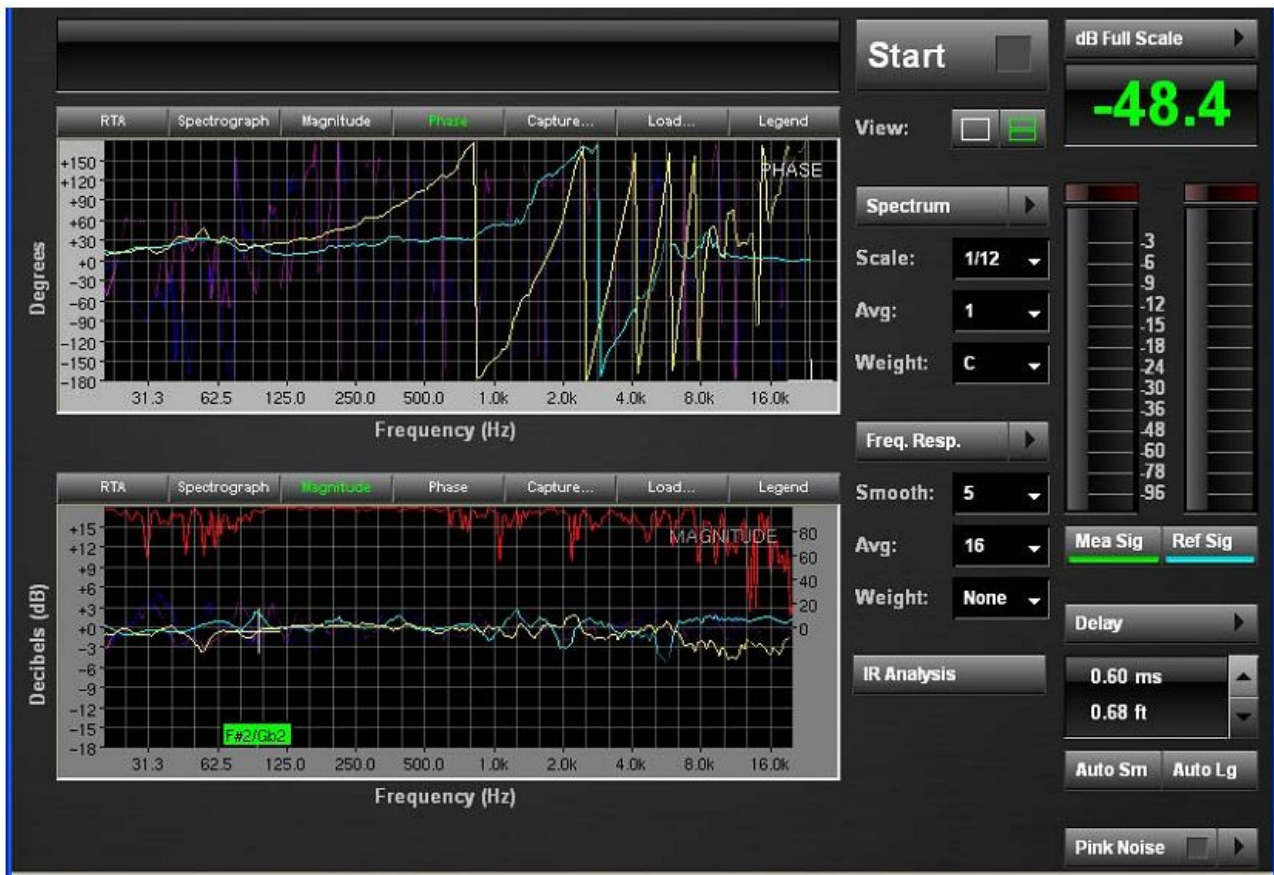 RTA Spectrograph Magnitude Phase Capture... Load... Legend
PHASE
+150
+120
+90
+60
+30
+0
-30
-60
-90
-120
-150
-180
Degrees
31.3 62.5 125.0 250.0 500.0 1.0k 2.0k 4.0k 8.0k 16.0k
Frequency (Hz)
RTA Spectrograph Magnitude Phase Capture... Load... Legend
MAGNITUDE
+15
+12
+9
+6
+3
+0
-3
-6
-9
-12
-15
-18
Decibels (dB)
80
60
40
20
0
F#2/Gb2
31.3 62.5 125.0 250.0 500.0 1.0k 2.0k 4.0k 8.0k 16.0k
Frequency (Hz)
Start
View:
Spectrum
Scale: 1/12
Avg: 1
Weight: C
Freq. Resp.
Smooth: 5
Avg: 16
Weight: None
IR Analysis
dB Full Scale
-48.4
-3
-6
-9
-12
-15
-18
-24
-30
-36
-48
-60
-78
-96
Mea Sig Ref Sig
Delay
0.60 ms
0.68 ft
Auto Sm Auto Lg
Pink Noise